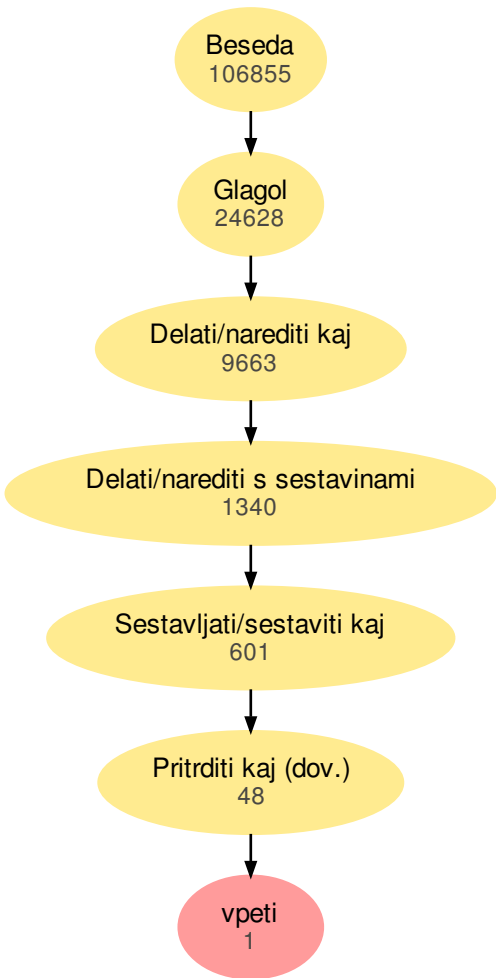 Beseda
106855
Glagol
24628
Delati/narediti kaj
9663
Delati/narediti s sestavinami
1340
Sestavljati/sestaviti kaj
601
Pritrditi kaj (dov.)
48
vpeti
1